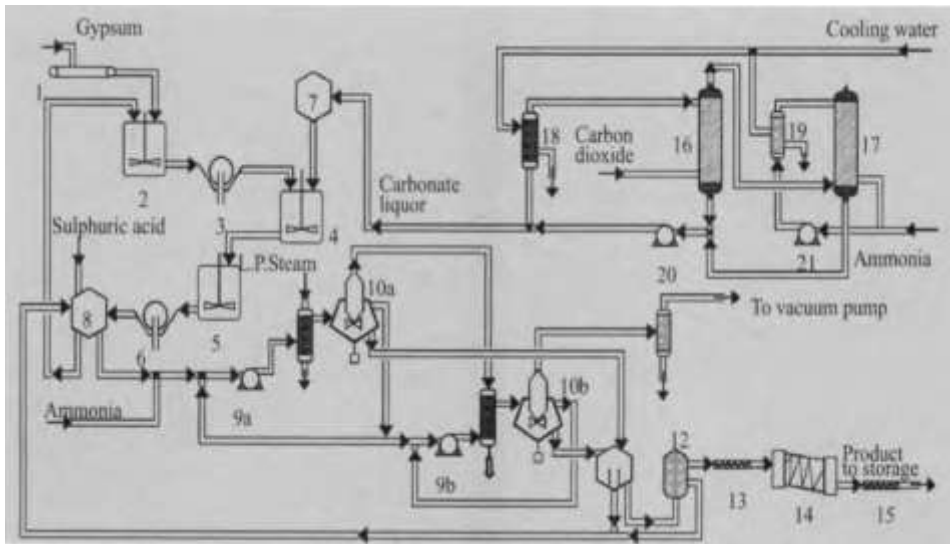 Gypsum
Cooling water
1
7
18
16
19
17
Carbon
dioxide
2
Carbonate
liquor
3
4
Sulphuric acid
21
Ammonia
L.P.Steam
10a
20
To vacuum pump
8
6
5
10b
Ammonia
9a
12
Product
to storage
9b
11
13
14
15